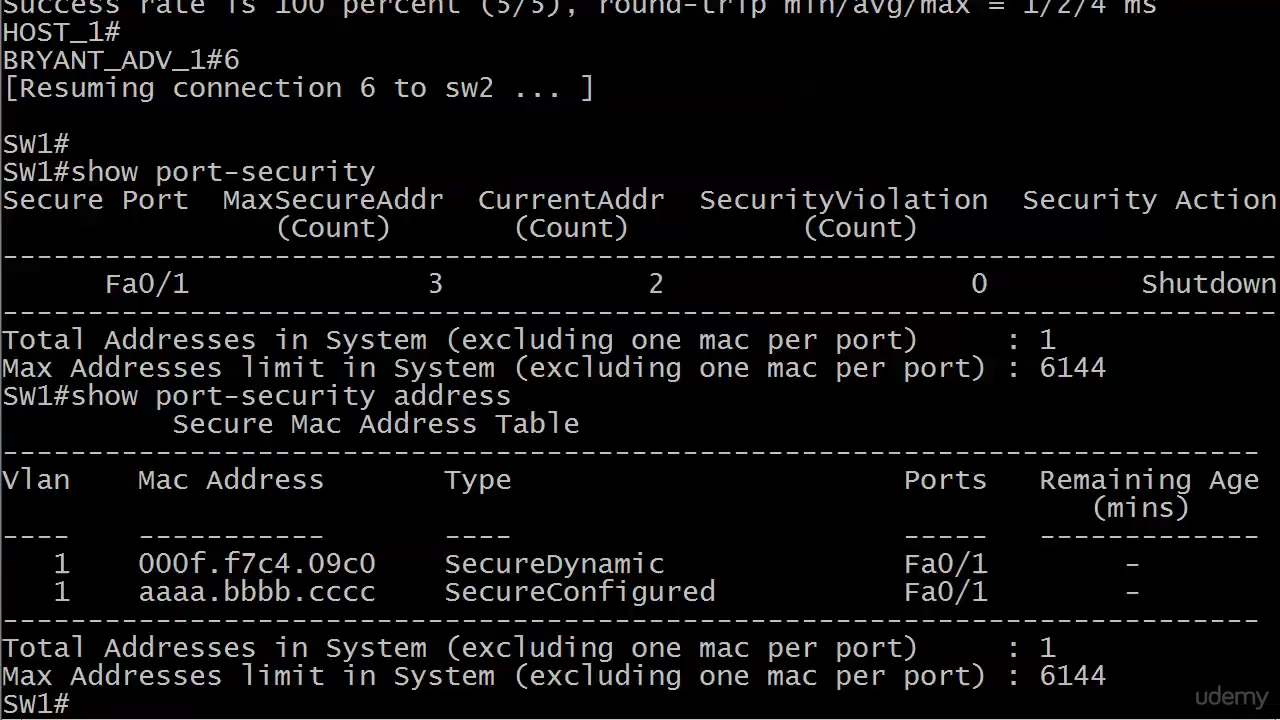 Success rate is 100 percent (5/5), round-trip min/avg/max = 1/2/4 ms
HOST_1#
BRYANT_ADV_1#6
[Resuming connection 6 to sw2 ... ]
SW1#
SW1#show port-security
Secure Port  MaxSecureAddr  CurrentAddr  SecurityViolation  Security Action
                (Count)       (Count)          (Count)
---------------------------------------------------------------------------
      Fa0/1              3            2                  0         Shutdown
---------------------------------------------------------------------------
Total Addresses in System (excluding one mac per port)     : 1
Max Addresses limit in System (excluding one mac per port) : 6144
SW1#show port-security address
          Secure Mac Address Table
--------------------------------------------------------------------------
Vlan    Mac Address       Type                       Ports   Remaining Age
                                                                (mins)
----    -----------       ----                       -----   -------------
   1    000f.f7c4.09c0    SecureDynamic              Fa0/1        -
   1    aaaa.bbbb.cccc    SecureConfigured           Fa0/1        -
--------------------------------------------------------------------------
Total Addresses in System (excluding one mac per port)     : 1
Max Addresses limit in System (excluding one mac per port) : 6144
SW1#
udemy